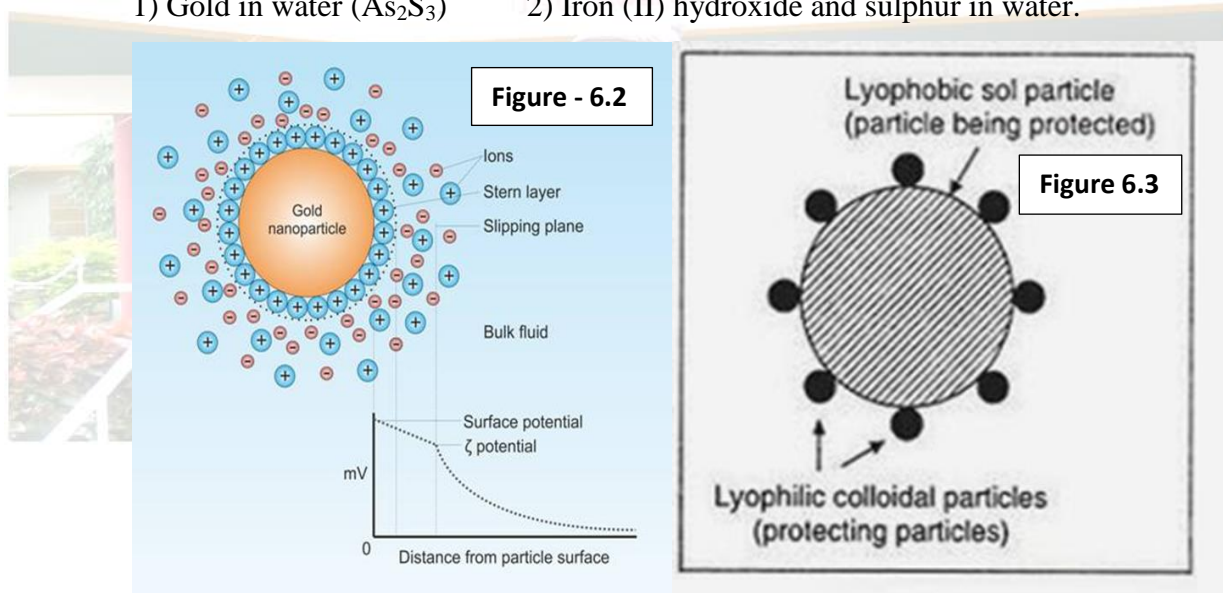 1) Gold in water (As₂S₃) 2) Iron (II) hydroxide and sulphur in water.
Figure - 6.2
Ions
Stern layer
Slipping plane
Gold
nanoparticle
Bulk fluid
Surface potential
ζ potential
mV
0
Distance from particle surface
Lyophobic sol particle
(particle being protected)
Figure 6.3
Lyophilic colloidal particles
(protecting particles)